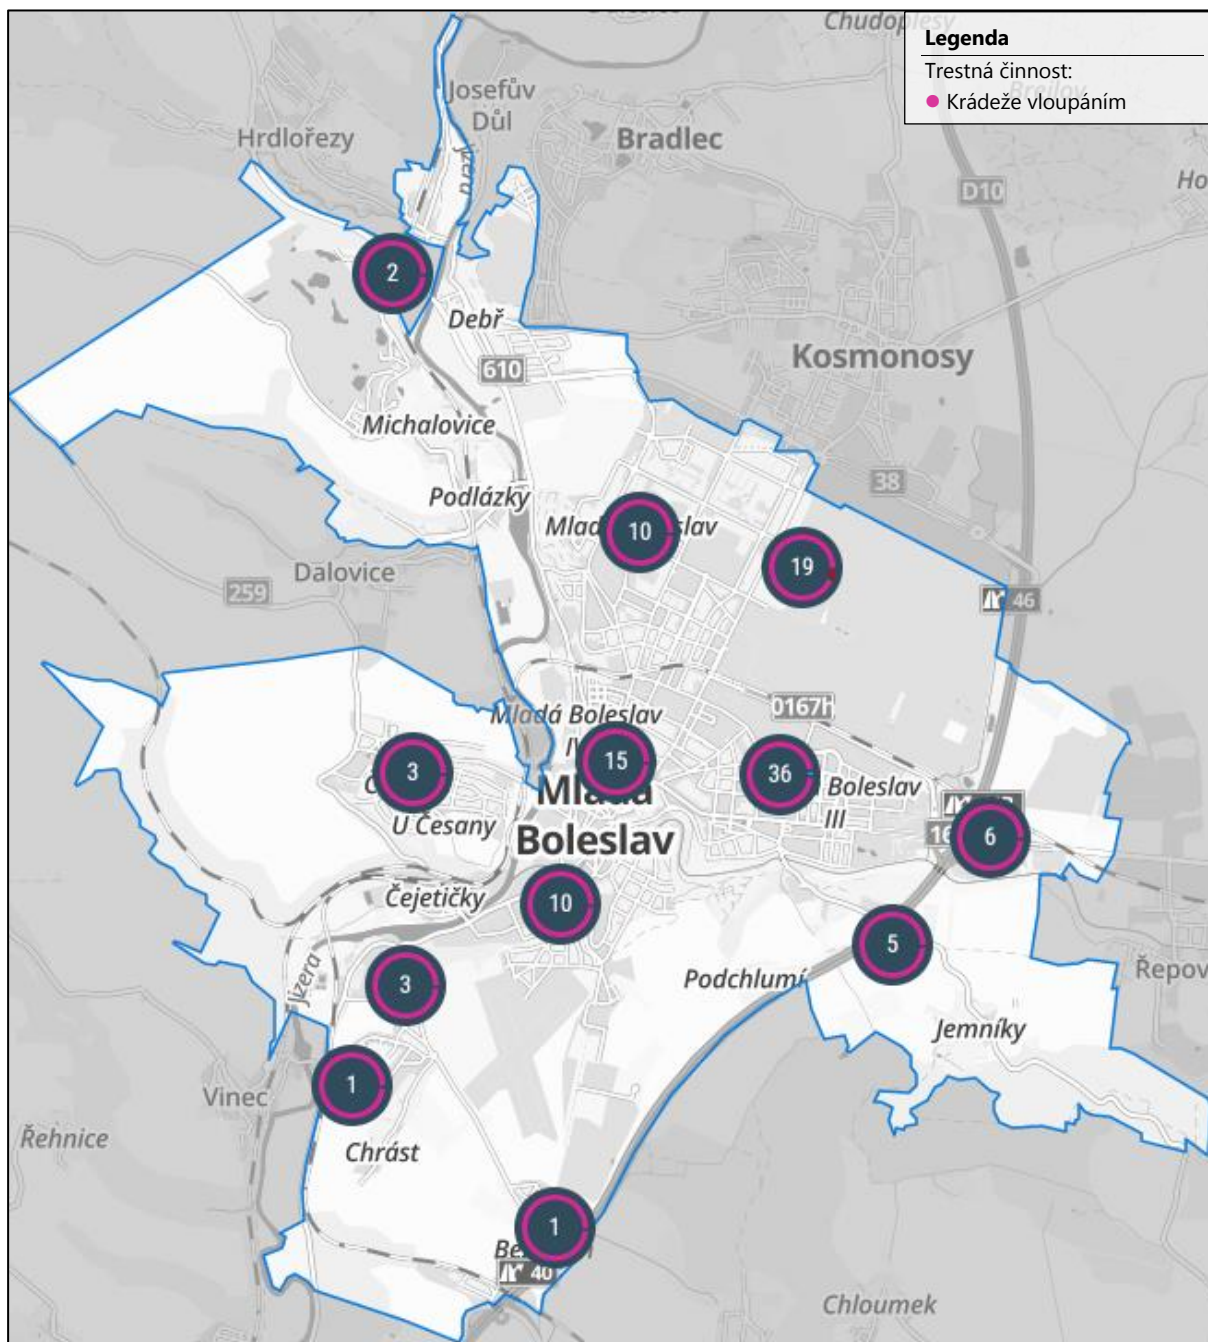 Chudoplesy
Legenda
Trestná činnost:
Krádeže vloupáním
Josefův
Důl
Hrdlořezy
Bradlec
Jizera
D10
Ho
2
Debř
610
Kosmonosy
Michalovice
38
Podlázky
10
19
Dalovice
259
46
0167h
Mladá Boleslav
15
3
36
Boleslav
III
U Česany
Mladá
Boleslav
6
Čejetičky
10
5
Podchlumí
Řepov
Jizera
3
Jemníky
1
Vinec
Řehnice
Chrást
1
40
Chloumek